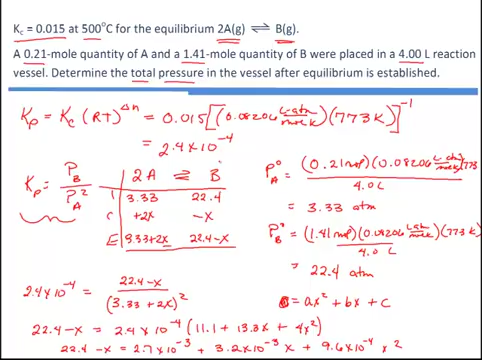 Kc = 0.015 at 500°C for the equilibrium 2A(g) ⇌ B(g).
A 0.21-mole quantity of A and a 1.41-mole quantity of B were placed in a 4.00 L reaction
vessel. Determine the total pressure in the vessel after equilibrium is established.
Kp = Kc (RT)^Δn = 0.015 [(0.08206 L·atm/mol·K)(773 K)]^-1
= 2.4 x 10^-4
Kp = P_B / P_A^2
2A ⇌ B
I 3.33 22.4
C +2x -x
E 3.33+2x 22.4-x
P_A° = (0.21 mol)(0.08206 L·atm/mol·K)(773 / 4.0 L
= 3.33 atm
P_B° = (1.41 mol)(0.08206 L·atm/mol·K)(773 K) / 4.0 L
= 22.4 atm
2.4 x 10^-4 = 22.4-x / (3.33 + 2x)^2
0 = ax^2 + bx + c
22.4-x = 2.4 x 10^-4 (11.1 + 13.3x + 4x^2)
22.4-x = 2.7 x 10^-3 + 3.2 x 10^-3 x + 9.6 x 10^-4 x^2